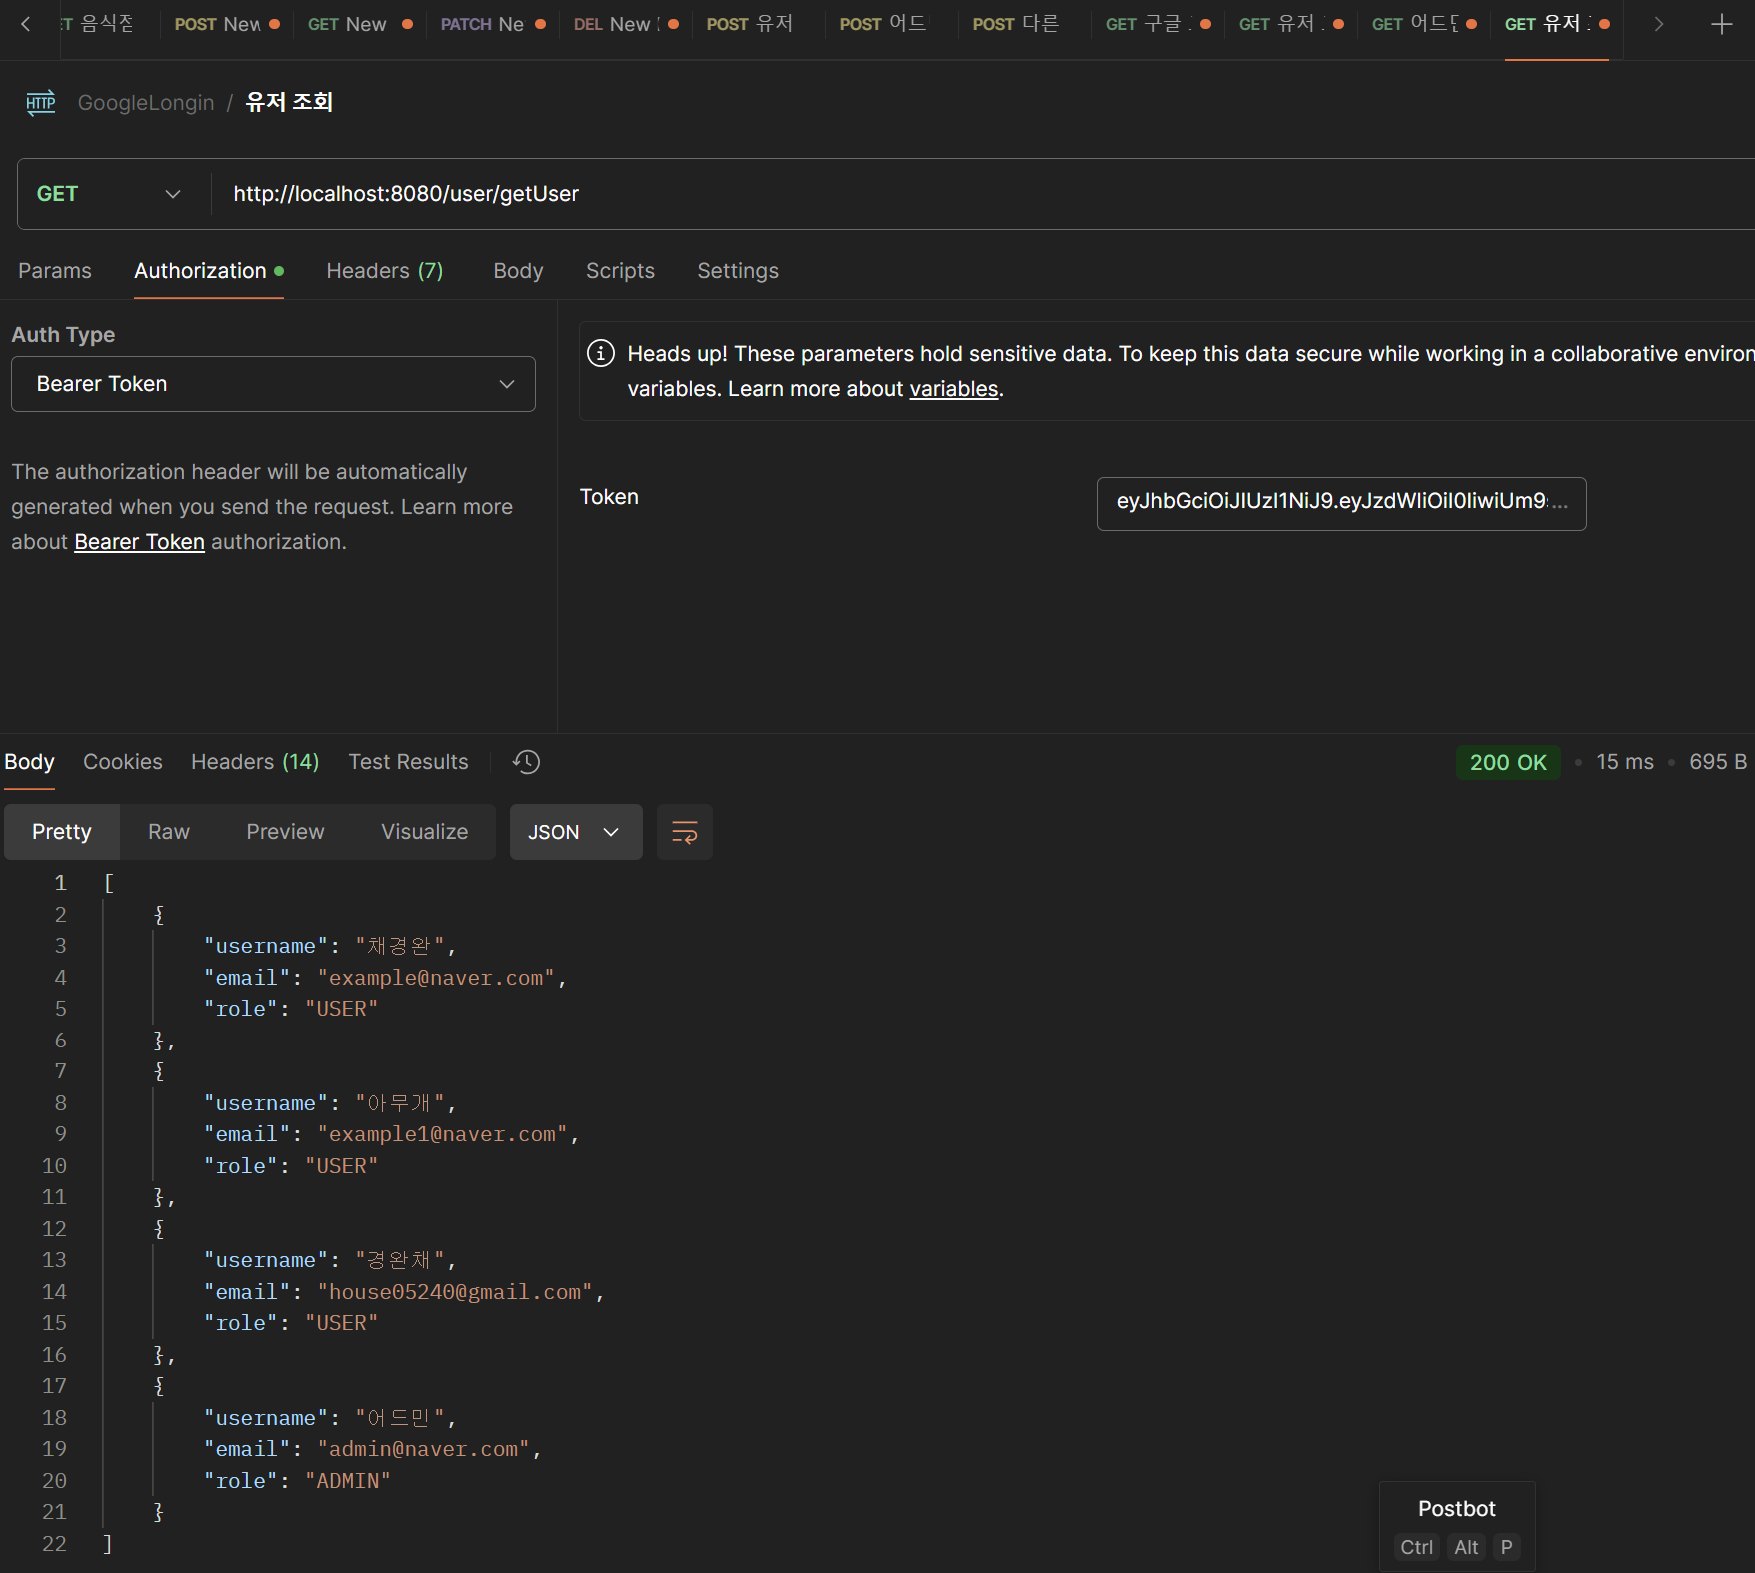 음식점
POST New
GET New
PATCH Ne
DEL New
POST 유저
POST 어드
POST 다른
GET 구글
GET 유저
GET 어드민
GET 유저
HTTP GoogleLongin / 유저 조회
GET http://localhost:8080/user/getUser
Params Authorization Headers (7) Body Scripts Settings
Auth Type
Bearer Token
The authorization header will be automatically
generated when you send the request. Learn more
about Bearer Token authorization.
Heads up! These parameters hold sensitive data. To keep this data secure while working in a collaborative environ
variables. Learn more about variables.
Token
Body Cookies Headers (14) Test Results
200 OK • 15 ms • 695 B
Pretty Raw Preview Visualize JSON
1 [
2 {
3 "username": "채경완",
4 "email": "example@naver.com",
5 "role": "USER"
6 },
7 {
8 "username": "아무개",
9 "email": "example1@naver.com",
10 "role": "USER"
11 },
12 {
13 "username": "경완채",
14 "email": "house05240@gmail.com",
15 "role": "USER"
16 },
17 {
18 "username": "어드민",
19 "email": "admin@naver.com",
20 "role": "ADMIN"
21 }
22 ]
Postbot
Ctrl Alt P